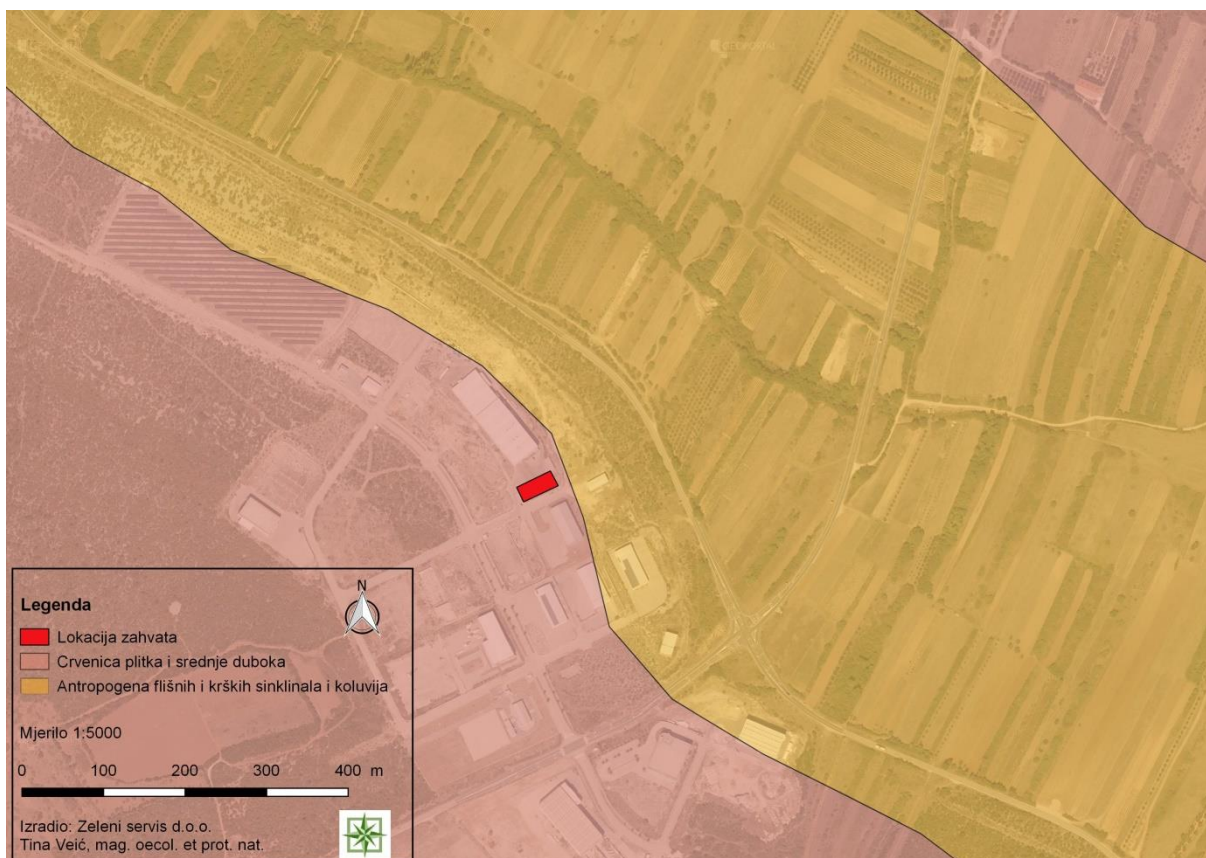 GEOPORTAL
N
Legenda
Lokacija zahvata
Crvenica plitka i srednje duboka
Antropogena flišnih i krških sinklinala i koluvija
Mjerilo 1:5000
0 100 200 300 400 m
Izradio: Zeleni servis d.o.o.
Tina Veić, mag. oecol. et prot. nat.